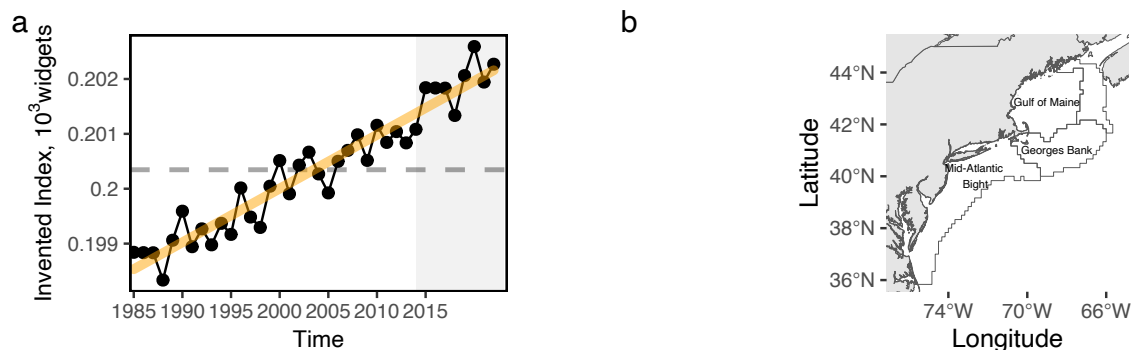 a
Invented Index, 10³widgets
0.202
0.201
0.2
0.199
1985 1990 1995 2000 2005 2010 2015
Time
b
Latitude
44°N
42°N
40°N
38°N
36°N
Gulf of Maine
Georges Bank
Mid-Atlantic
Bight
74°W 70°W 66°W
Longitude